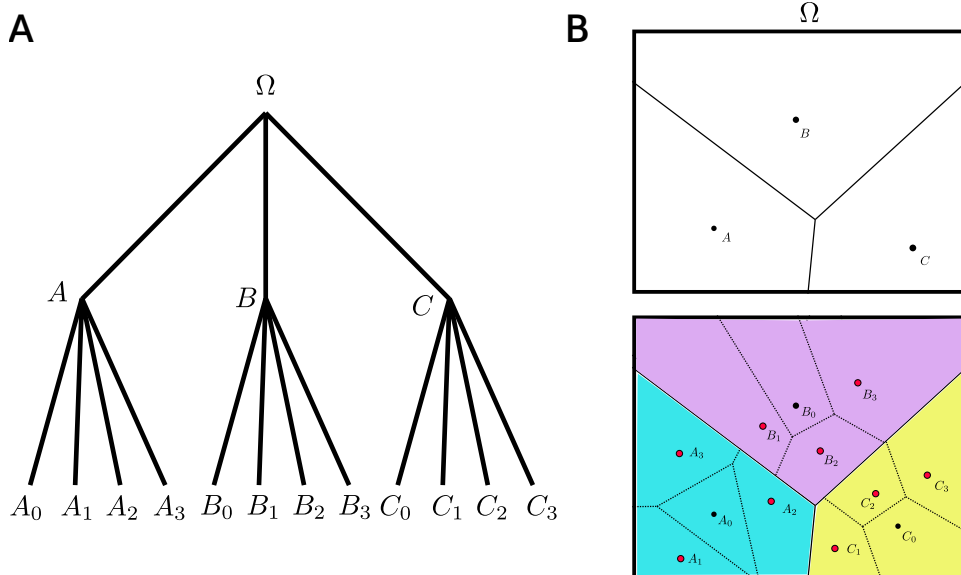 A
Ω
A B C
A₀ A₁ A₂ A₃ B₀ B₁ B₂ B₃ C₀ C₁ C₂ C₃
B
Ω
B
A
C
B₃
B₀
B₁
B₂
A₃
C₃
C₂
A₂
A₀
C₀
C₁
A₁